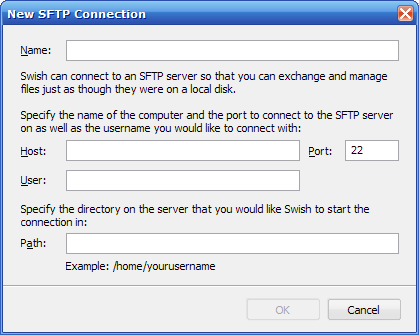 New SFTP Connection
Name:
Swish can connect to an SFTP server so that you can exchange and manage
files just as though they were on a local disk.
Specify the name of the computer and the port to connect to the SFTP server
on as well as the username you would like to connect with:
Host: Port: 22
User:
Specify the directory on the server that you would like Swish to start the
connection in:
Path:
Example: /home/yourusername
OK Cancel